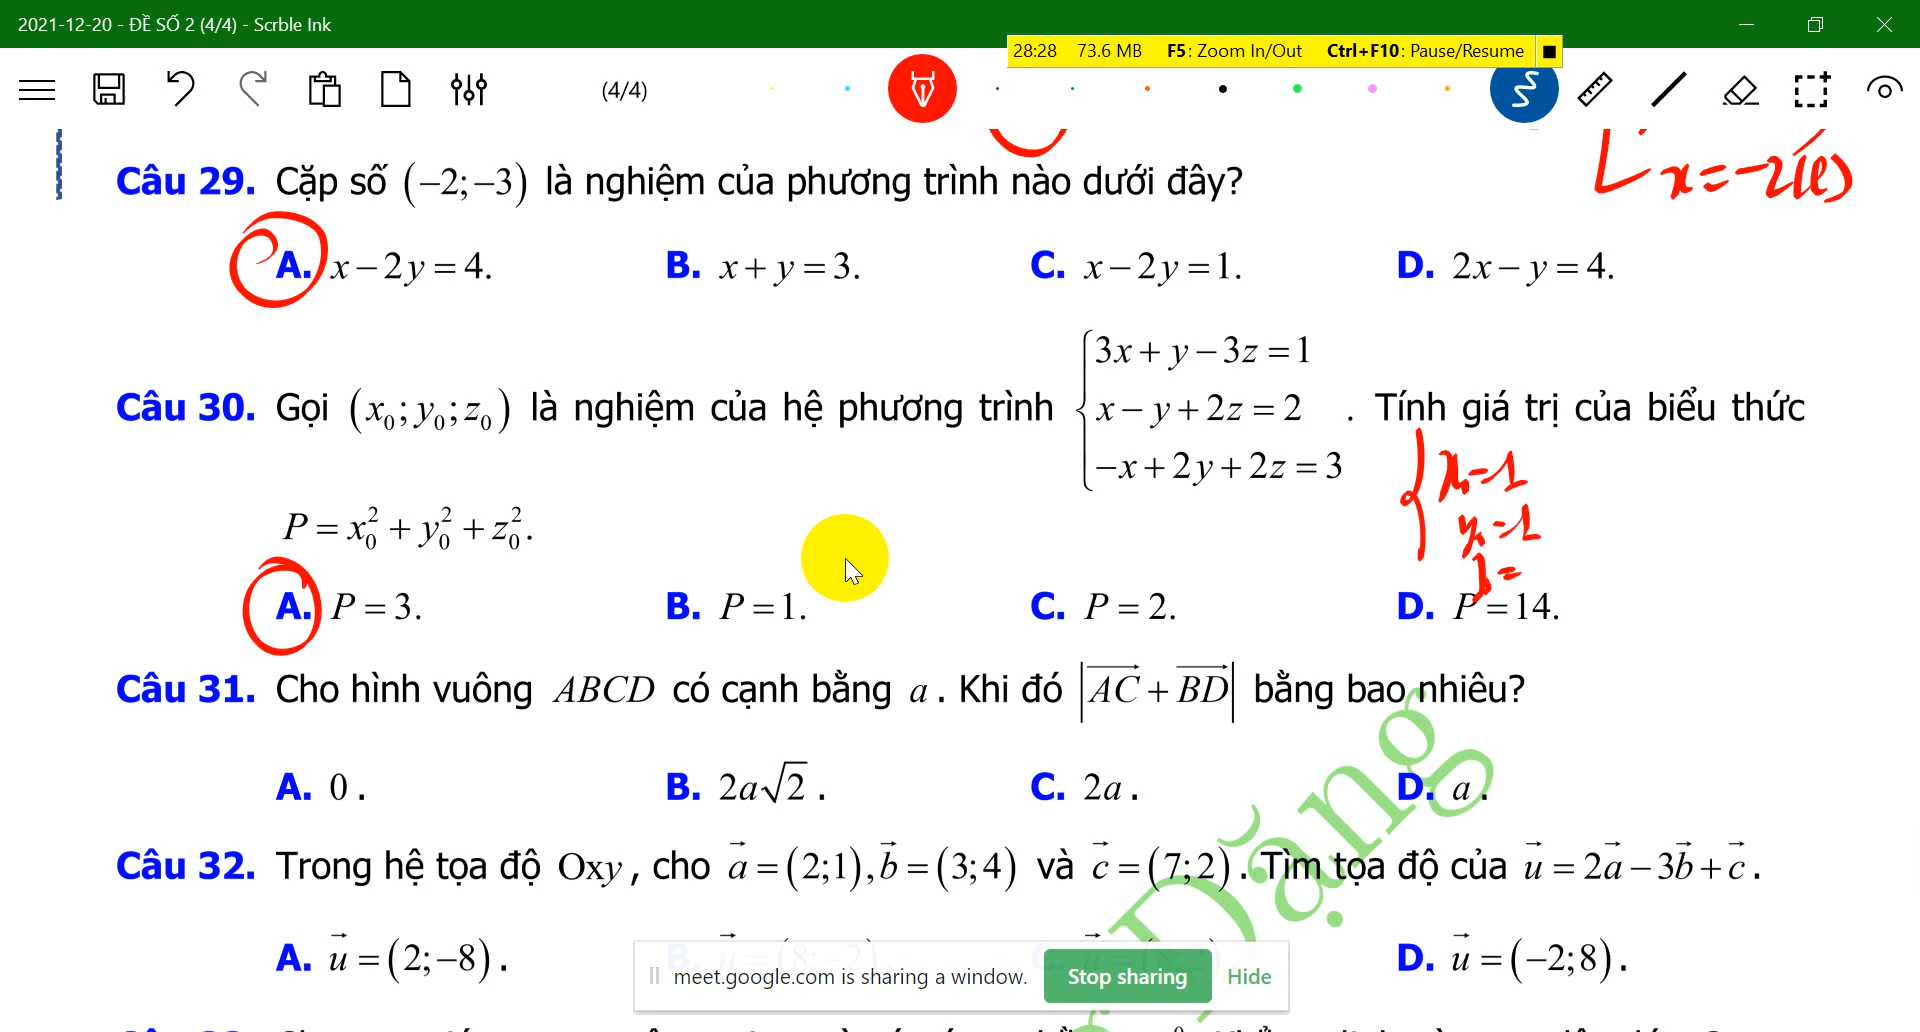 2021-12-20 - ĐỀ SỐ 2 (4/4) - Scrble Ink
28:28 73.6 MB F5: Zoom In/Out Ctrl+F10: Pause/Resume
(4/4)
x=-2(l)
Câu 29. Cặp số (−2;−3) là nghiệm của phương trình nào dưới đây?
A. x−2y=4. B. x+y=3. C. x−2y=1. D. 2x−y=4.
3x+y−3z=1
Câu 30. Gọi (x₀;y₀;z₀) là nghiệm của hệ phương trình x−y+2z=2 . Tính giá trị của biểu thức
−x+2y+2z=3
x=1
y=1
P=x₀²+y₀²+z₀².
A. P=3. B. P=1. C. P=2. D. P=14.
Câu 31. Cho hình vuông ABCD có cạnh bằng a. Khi đó |AC+BD| bằng bao nhiêu?
A. 0. B. 2a√2. C. 2a. D. a.
Câu 32. Trong hệ tọa độ Oxy, cho a=(2;1),b=(3;4) và c=(7;2). Tìm tọa độ của u=2a−3b+c.
A. u=(2;−8). D. u=(−2;8).
meet.google.com is sharing a window. Stop sharing Hide
Dặng